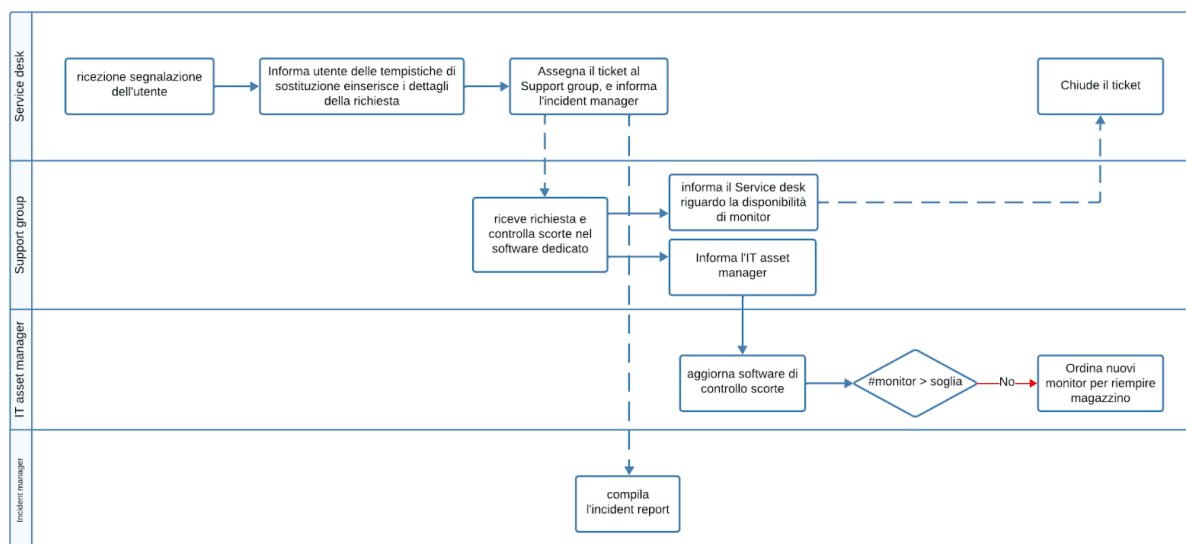 Service desk
ricezione segnalazione
dell'utente
Informa utente delle tempistiche di
sostituzione einserisce i dettagli
della richiesta
Assegna il ticket al
Support group, e informa
l'incident manager
Chiude il ticket
Support group
riceve richiesta e
controlla scorte nel
software dedicato
informa il Service desk
riguardo la disponibilità
di monitor
Informa l'IT asset
manager
IT asset manager
aggiorna software di
controllo scorte
#monitor > soglia
No
Ordina nuovi
monitor per riempire
magazzino
Incident manager
compila
l'incident report